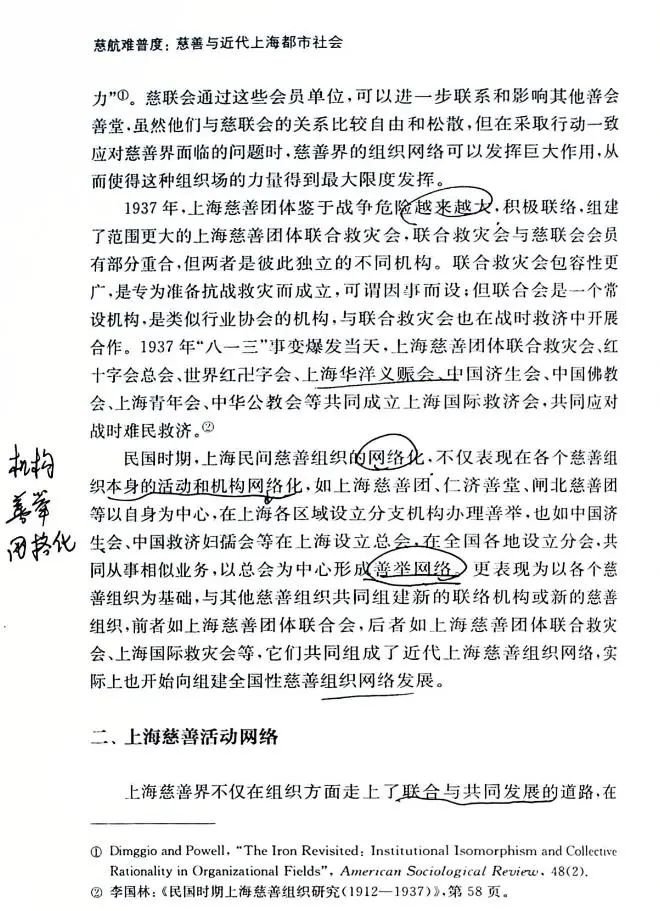 慈航难普度：慈善与近代上海都市社会
力”①。慈联会通过这些会员单位，可以进一步联系和影响其他善会
善堂，虽然他们与慈联会的关系比较自由和松散，但在采取行动一致
应对慈善界面临的问题时，慈善界的组织网络可以发挥巨大作用，从
而使得这种组织场的力量得到最大限度发挥。
1937年，上海慈善团体鉴于战争危险越来越大，积极联络，组建
了范围更大的上海慈善团体联合救灾会，联合救灾会与慈联会会员
有部分重合，但两者是彼此独立的不同机构。联合救灾会包容性更
广，是专为准备抗战救灾而成立，可谓因事而设；但联合会是一个常
设机构，是类似行业协会的机构，与联合救灾会也在战时救济中开展
合作。1937年“八一三”事变爆发当天，上海慈善团体联合救灾会、红
十字会总会、世界红卍字会、上海华洋义赈会、中国济生会、中国佛教
会、上海青年会、中华公教会等共同成立上海国际救济会，共同应对
战时难民救济。②
民国时期，上海民间慈善组织的网络化，不仅表现在各个慈善组
织本身的活动和机构网络化，如上海慈善团、仁济善堂、闸北慈善团
等以自身为中心，在上海各区域设立分支机构办理善举，也如中国济
生会、中国救济妇孺会等在上海设立总会，在全国各地设立分会，共
同从事相似业务，以总会为中心形成善举网络。更表现为以各个慈
善组织为基础，与其他慈善组织共同组建新的联络机构或新的慈善
组织，前者如上海慈善团体联合会，后者如上海慈善团体联合救灾
会、上海国际救灾会等，它们共同组成了近代上海慈善组织网络，实
际上也开始向组建全国性慈善组织网络发展。
机构
善举
网络化
二、上海慈善活动网络
上海慈善界不仅在组织方面走上了联合与共同发展的道路，在
① Dimggio and Powell, “The Iron Revisited: Institutional Isomorphism and Collective
Rationality in Organizational Fields”, American Sociological Review, 48(2).
② 李国林：《民国时期上海慈善组织研究(1912—1937)》，第58页。